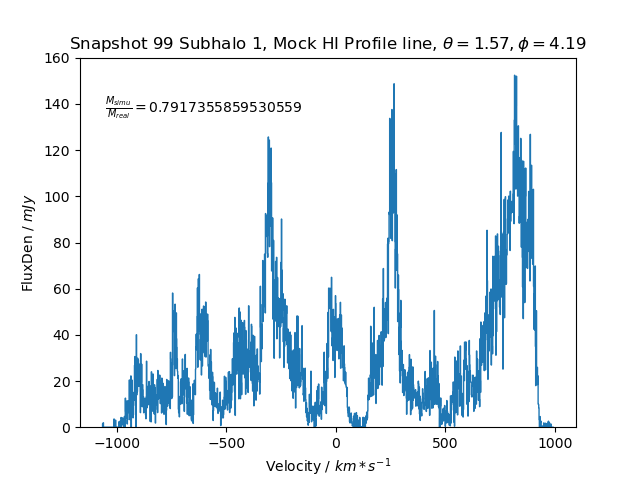 Snapshot 99 Subhalo 1, Mock HI Profile line, θ = 1.57, ϕ = 4.19
160
M_simu/M_real = 0.7917355859530559
140
120
100
80
60
40
20
0
FluxDen / mJy
−1000 −500 0 500 1000
Velocity / km * s⁻¹